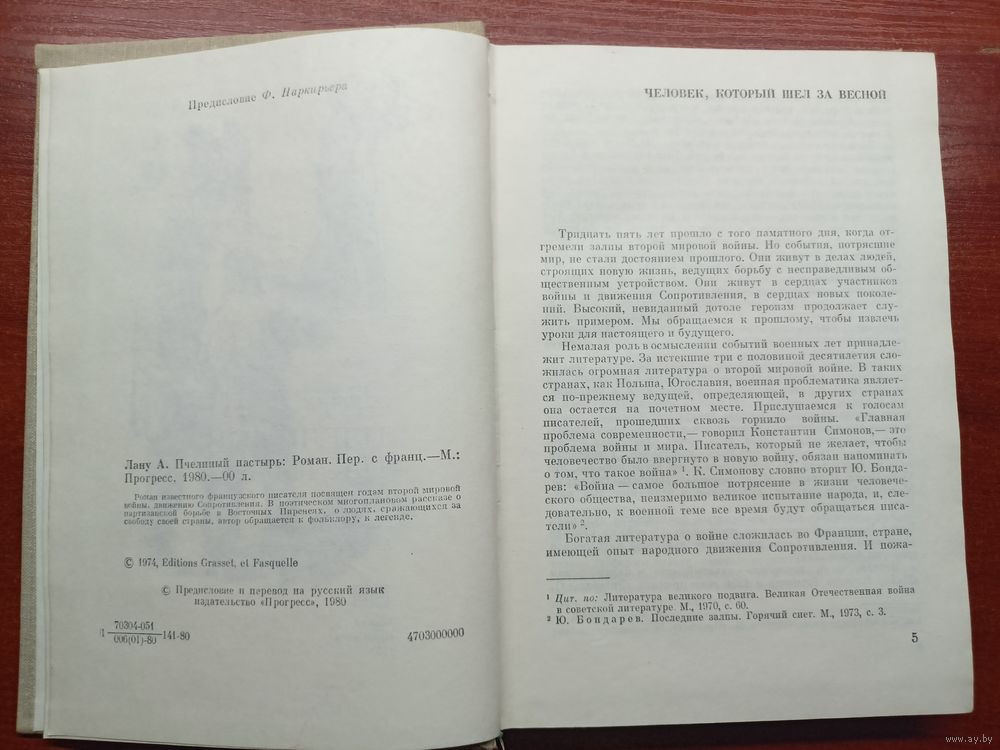 Предисловие Ф. Наркирьера
Лану А. Пчелиный пастырь: Роман. Пер. с франц.—М.:
Прогресс. 1980.—00 л.
Роман известного французского писателя посвящен годам второй мировой
войны, движению Сопротивления. В поэтическом многоплановом рассказе о
партизанской борьбе в Восточных Пиренеях, о людях, сражающихся за
свободу своей страны, автор обращается к фольклору, к легенде.
© 1974, Editions Grasset, et Fasquelle
© Предисловие и перевод на русский язык
издательство «Прогресс», 1980
70304-051
006(01)-80
141-80
4703000000
ЧЕЛОВЕК, КОТОРЫЙ ШЕЛ ЗА ВЕСНОЙ
Тридцать пять лет прошло с того памятного дня, когда от-
гремели залпы второй мировой войны. Но события, потрясшие
мир, не стали достоянием прошлого. Они живут в делах людей,
строящих новую жизнь, ведущих борьбу с несправедливым об-
щественным устройством. Они живут в сердцах участников
войны и движения Сопротивления, в сердцах новых поколе-
ний. Высокий, невиданный дотоле героизм продолжает слу-
жить примером. Мы обращаемся к прошлому, чтобы извлечь
уроки для настоящего и будущего.
Немалая роль в осмыслении событий военных лет принадле-
жит литературе. За истекшие три с половиной десятилетия сло-
жилась огромная литература о второй мировой войне. В таких
странах, как Польша, Югославия, военная проблематика являет-
ся по-прежнему ведущей, определяющей, в других странах
она остается на почетном месте. Прислушаемся к голосам
писателей, прошедших сквозь горнило войны. «Главная
проблема современности,— говорил Константин Симонов,— это
проблема войны и мира. Писатель, который не желает, чтобы
человечество было ввергнуто в новую войну, обязан напоминать
о том, что такое война» ¹. К. Симонову словно вторит Ю. Бонда-
рев: «Война — самое большое потрясение в жизни человече-
ского общества, неизмеримо великое испытание народа, и, сле-
довательно, к военной теме все время будут обращаться писа-
тели» ².
Богатая литература о войне сложилась во Франции, стране,
имеющей опыт народного движения Сопротивления. И пожа-
¹ Цит. по: Литература великого подвига. Великая Отечественная война
в советской литературе. М., 1970, с. 60.
² Ю. Бондарев. Последние залпы. Горячий снег. М., 1973, с. 3.
5
www.ay.by